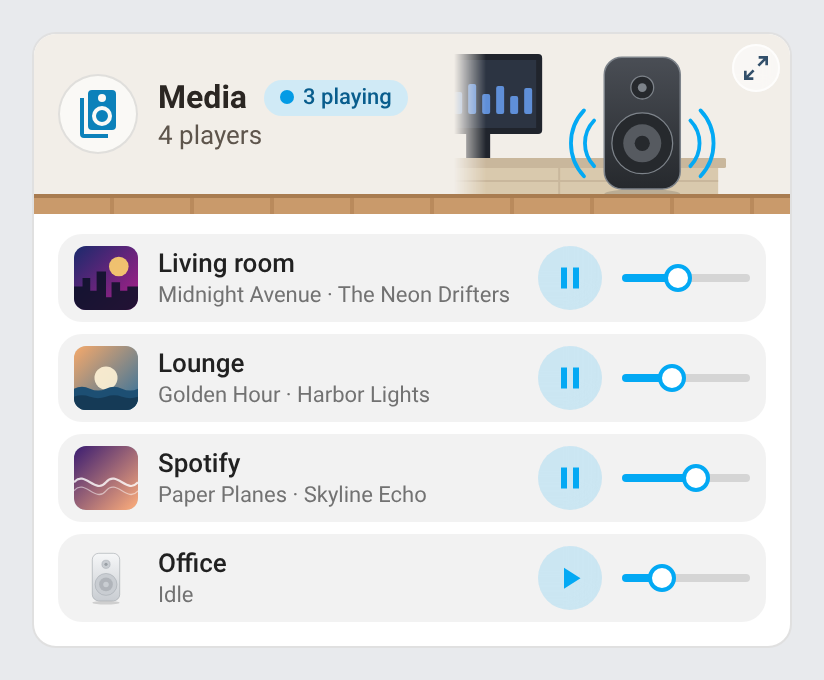 Media
3 playing
4 players
Living room
Midnight Avenue · The Neon Drifters
Lounge
Golden Hour · Harbor Lights
Spotify
Paper Planes · Skyline Echo
Office
Idle